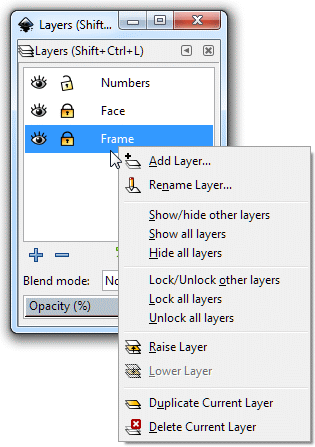 Layers (Shift...
Layers (Shift+Ctrl+L)
Numbers
Face
Frame
Add Layer...
Rename Layer...
Show/hide other layers
Show all layers
Hide all layers
Lock/Unlock other layers
Lock all layers
Unlock all layers
Raise Layer
Lower Layer
Duplicate Current Layer
Delete Current Layer
Blend mode:
No
Opacity (%)